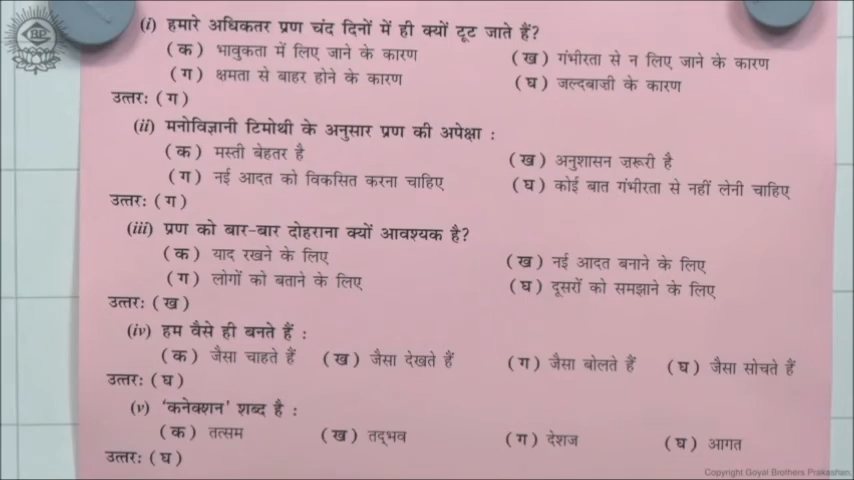 (i) हमारे अधिकतर प्रण चंद दिनों में ही क्यों टूट जाते हैं?
(क) भावुकता में लिए जाने के कारण (ख) गंभीरता से न लिए जाने के कारण
(ग) क्षमता से बाहर होने के कारण (घ) जल्दबाज़ी के कारण
उत्तरः (ग)
(ii) मनोविज्ञानी टिमोथी के अनुसार प्रण की अपेक्षा :
(क) मस्ती बेहतर है (ख) अनुशासन ज़रूरी है
(ग) नई आदत को विकसित करना चाहिए (घ) कोई बात गंभीरता से नहीं लेनी चाहिए
उत्तरः (ग)
(iii) प्रण को बार-बार दोहराना क्यों आवश्यक है?
(क) याद रखने के लिए (ख) नई आदत बनाने के लिए
(ग) लोगों को बताने के लिए (घ) दूसरों को समझाने के लिए
उत्तरः (ख)
(iv) हम वैसे ही बनते हैं :
(क) जैसा चाहते हैं (ख) जैसा देखते हैं (ग) जैसा बोलते हैं (घ) जैसा सोचते हैं
उत्तरः (घ)
(v) 'कनेक्शन' शब्द है :
(क) तत्सम (ख) तद्भव (ग) देशज (घ) आगत
उत्तरः (घ)
Copyright Goyal Brothers Prakashan.